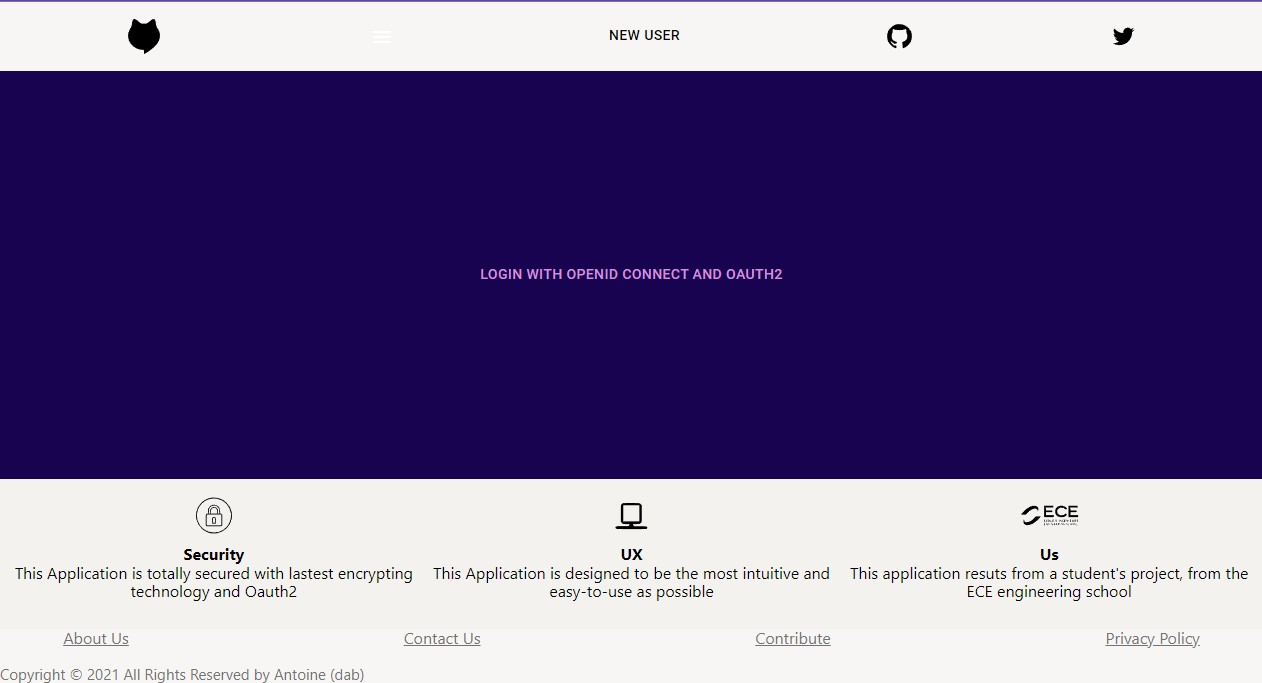 NEW USER
LOGIN WITH OPENID CONNECT AND OAUTH2
ECE
Security
This Application is totally secured with lastest encrypting
technology and Oauth2
UX
This Application is designed to be the most intuitive and
easy-to-use as possible
Us
This application resuts from a student's project, from the
ECE engineering school
About Us
Contact Us
Contribute
Privacy Policy
Copyright © 2021 All Rights Reserved by Antoine (dab)